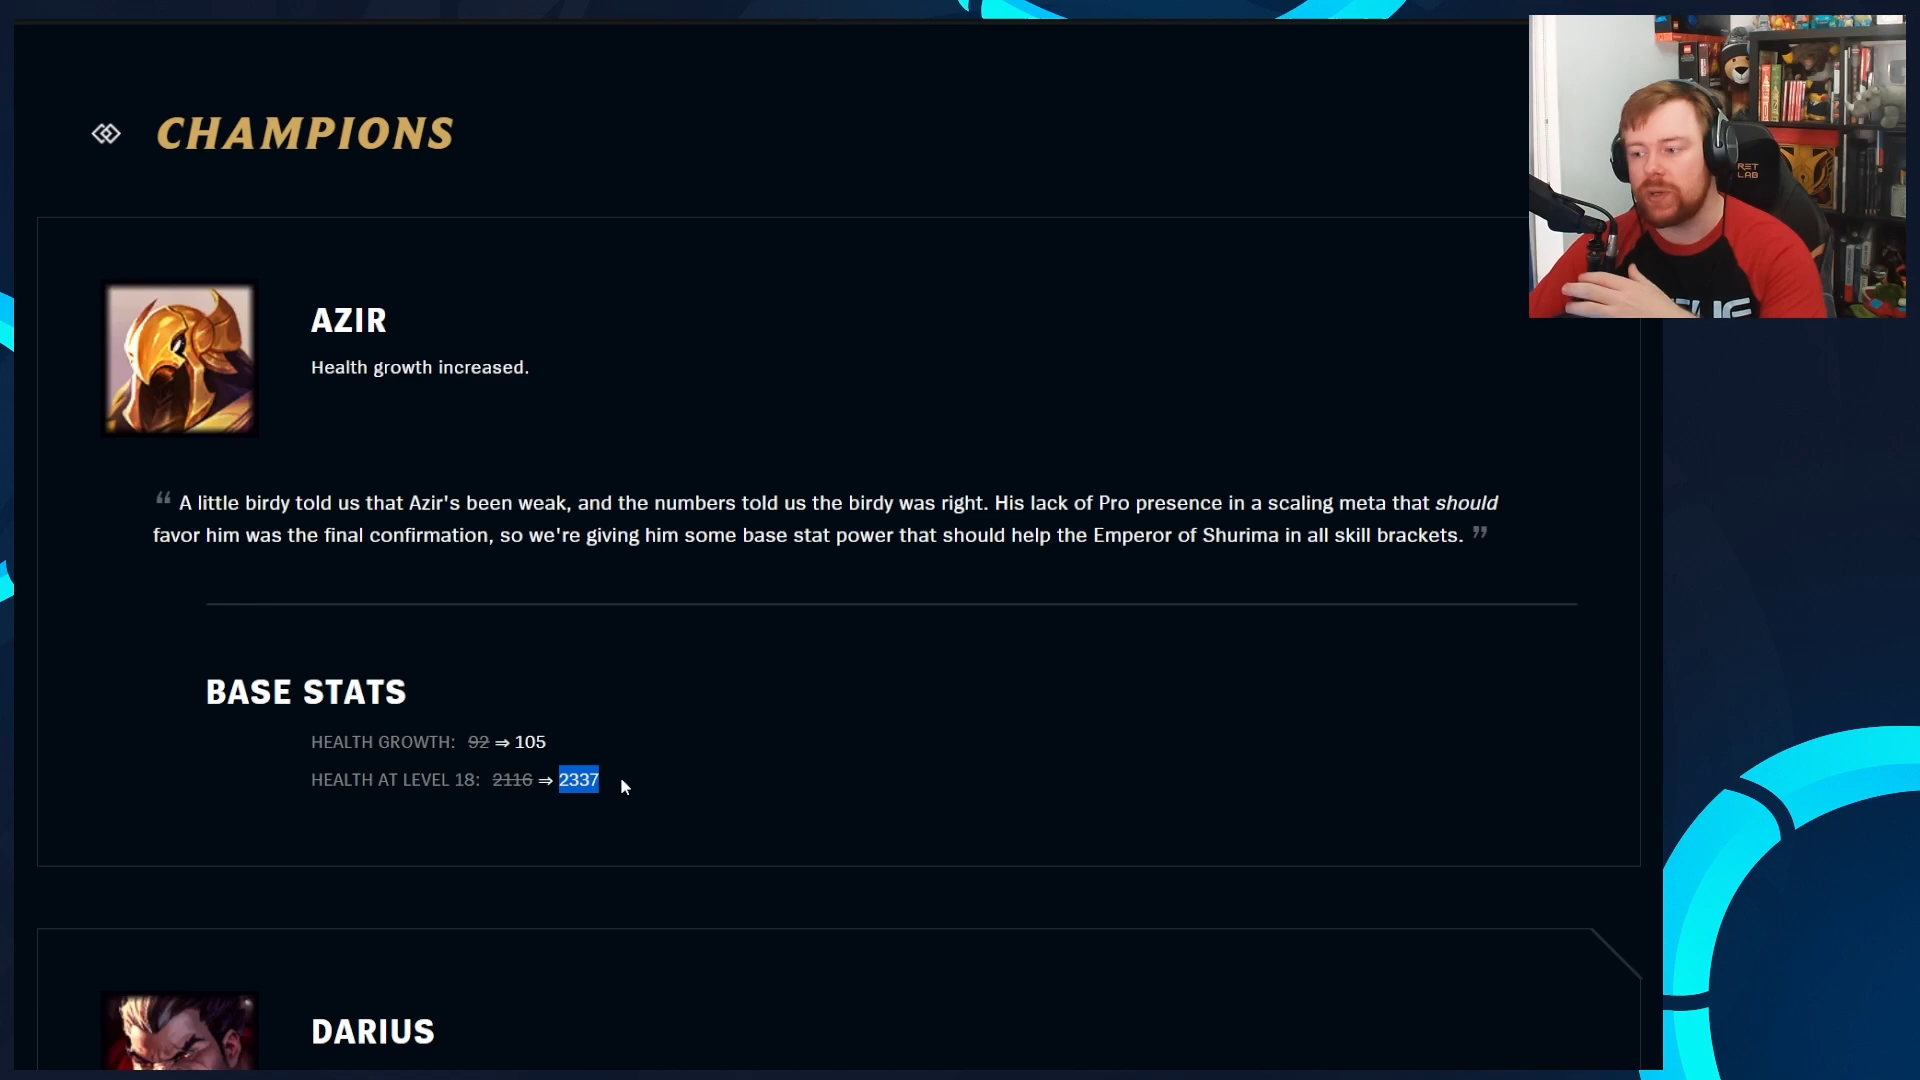 CHAMPIONS
RET
LAB
AZIR
Health growth increased.
“ A little birdy told us that Azir's been weak, and the numbers told us the birdy was right. His lack of Pro presence in a scaling meta that should
favor him was the final confirmation, so we're giving him some base stat power that should help the Emperor of Shurima in all skill brackets. ”
BASE STATS
HEALTH GROWTH: 92 ⇒ 105
HEALTH AT LEVEL 18: 2116 ⇒ 2337
DARIUS